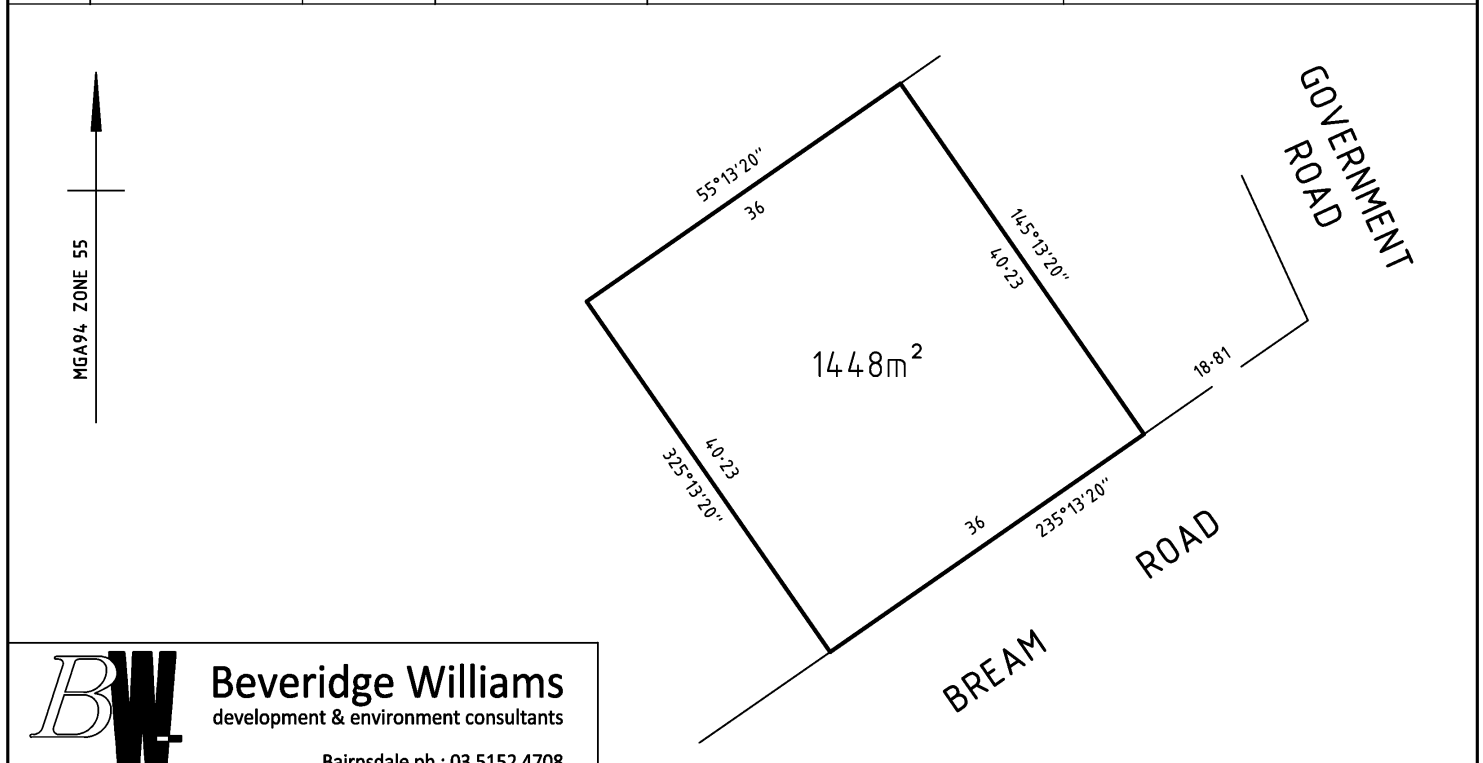 MGA94 ZONE 55
55°13'20"
36
145°13'20"
40·23
GOVERNMENT
ROAD
1448m²
18·81
40·23
325°13'20"
36
235°13'20"
BREAM ROAD
BW
Beveridge Williams
development & environment consultants
Bairnsdale ph : 03 5152 4708